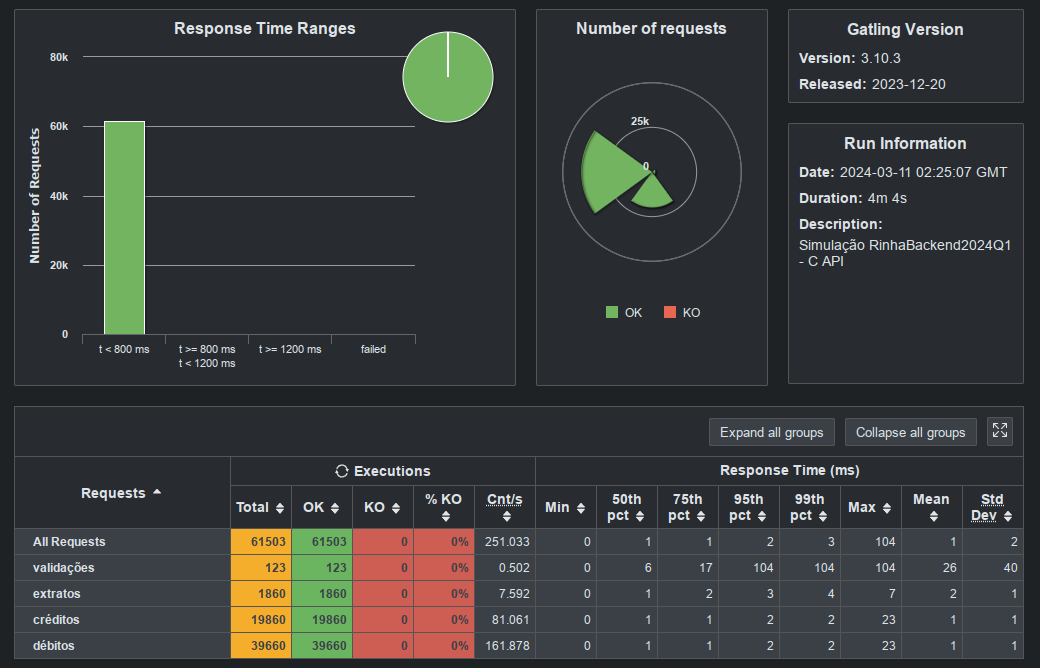 Response Time Ranges
80k
60k
40k
20k
0
Number of Requests
t < 800 ms
t >= 800 ms
t < 1200 ms
t >= 1200 ms
failed
Number of requests
25k
0
OK KO
Gatling Version
Version: 3.10.3
Released: 2023-12-20
Run Information
Date: 2024-03-11 02:25:07 GMT
Duration: 4m 4s
Description:
Simulação RinhaBackend2024Q1
- C API
Expand all groups Collapse all groups
Executions Response Time (ms)
Requests Total OK KO % KO Cnt/s Min 50th pct 75th pct 95th pct 99th pct Max Mean Std Dev
All Requests 61503 61503 0 0% 251.033 0 1 1 2 3 104 1 2
validações 123 123 0 0% 0.502 0 6 17 104 104 104 26 40
extratos 1860 1860 0 0% 7.592 0 1 2 3 4 7 2 1
créditos 19860 19860 0 0% 81.061 0 1 1 2 2 23 1 1
débitos 39660 39660 0 0% 161.878 0 1 1 2 2 23 1 1